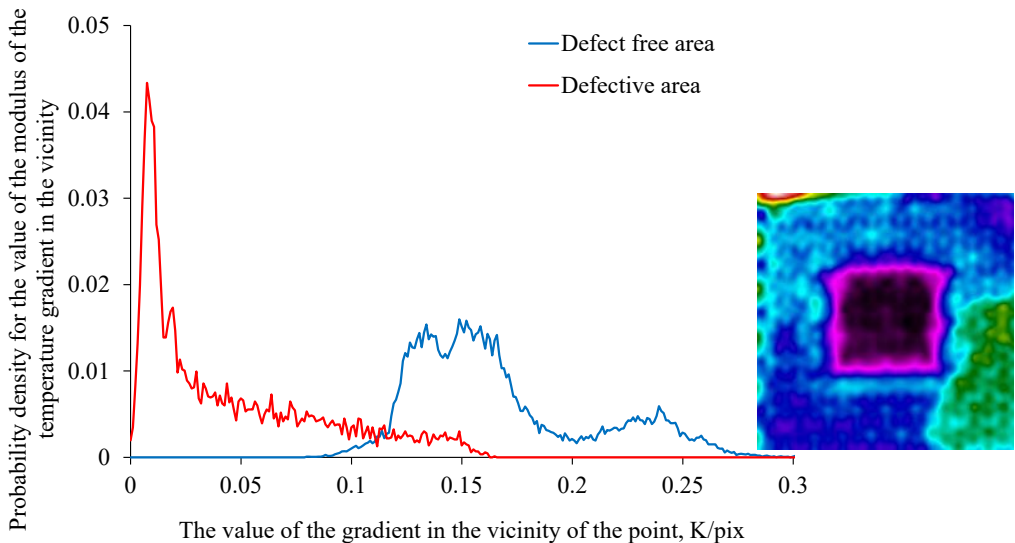 Probability density for the value of the modulus of the
temperature gradient in the vicinity
0.05
0.04
0.03
0.02
0.01
0
Defect free area
Defective area
0 0.05 0.1 0.15 0.2 0.25 0.3
The value of the gradient in the vicinity of the point, K/pix